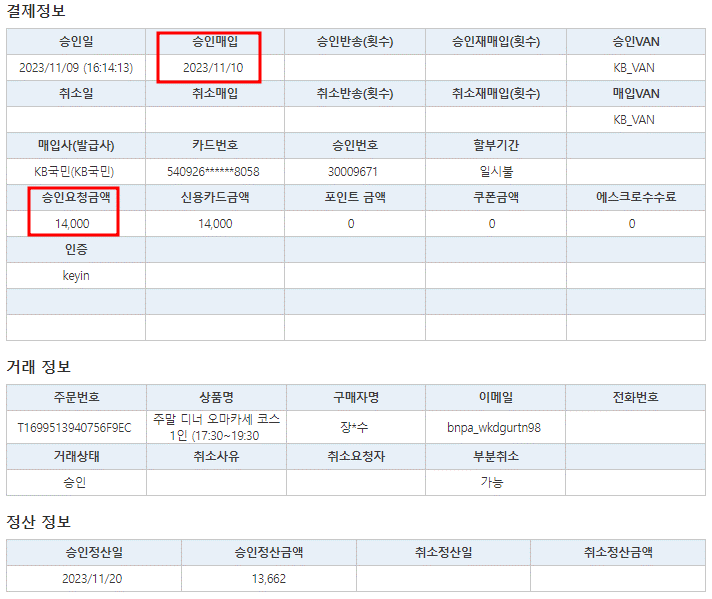 결제정보
승인일 승인매입 승인반송(횟수) 승인재매입(횟수) 승인VAN
2023/11/09 (16:14:13) 2023/11/10 KB_VAN
취소일 취소매입 취소반송(횟수) 취소재매입(횟수) 매입VAN
KB_VAN
매입사(발급사) 카드번호 승인번호 할부기간
KB국민(KB국민) 540926******8058 30009671 일시불
승인요청금액 신용카드금액 포인트 금액 쿠폰금액 에스크로수수료
14,000 14,000 0 0 0
인증
keyin
거래 정보
주문번호 상품명 구매자명 이메일 전화번호
T1699513940756F9EC 주말 디너 오마카세 코스 장*수 bnpa_wkdgurtn98
1인 (17:30~19:30
거래상태 취소사유 취소요청자 부분취소
승인 가능
정산 정보
승인정산일 승인정산금액 취소정산일 취소정산금액
2023/11/20 13,662